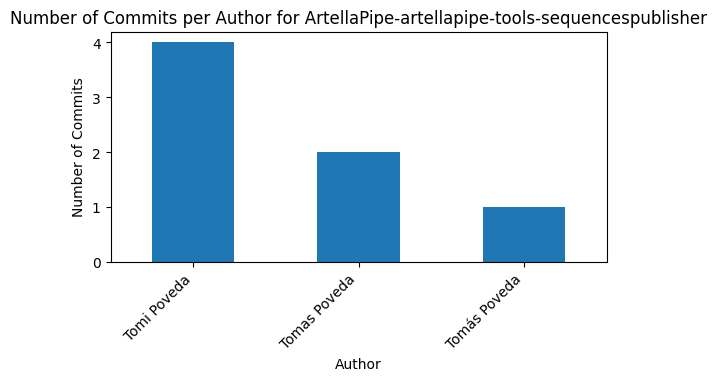 Number of Commits per Author for ArtellaPipe-artellapipe-tools-sequencespublisher
Number of Commits
4
3
2
1
0
Tomi Poveda
Tomas Poveda
Tomás Poveda
Author